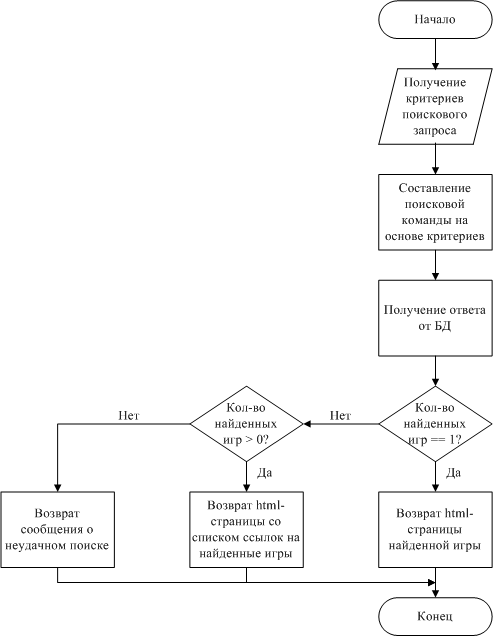 Начало
Получение
критериев
поискового
запроса
Составление
поисковой
команды на
основе критериев
Получение ответа
от БД
Кол-во
найденных
игр == 1?
Нет
Кол-во
найденных
игр > 0?
Нет
Да
Да
Возврат
сообщения о
неудачном поиске
Возврат html-
страницы со
списком ссылок на
найденные игры
Возврат html-
страницы
найденной игры
Конец